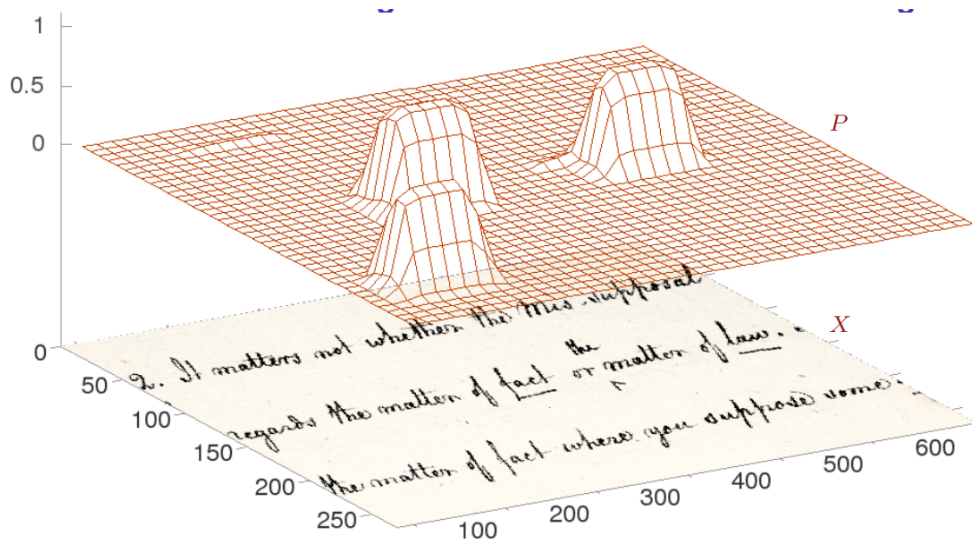 1
0.5
0
P
X
0
50
100
150
200
250
100
200
300
400
500
600
2. It matters not whether the mis-supposal
the
regards the matter of fact or matter of law.
the matter of fact where you suppose some